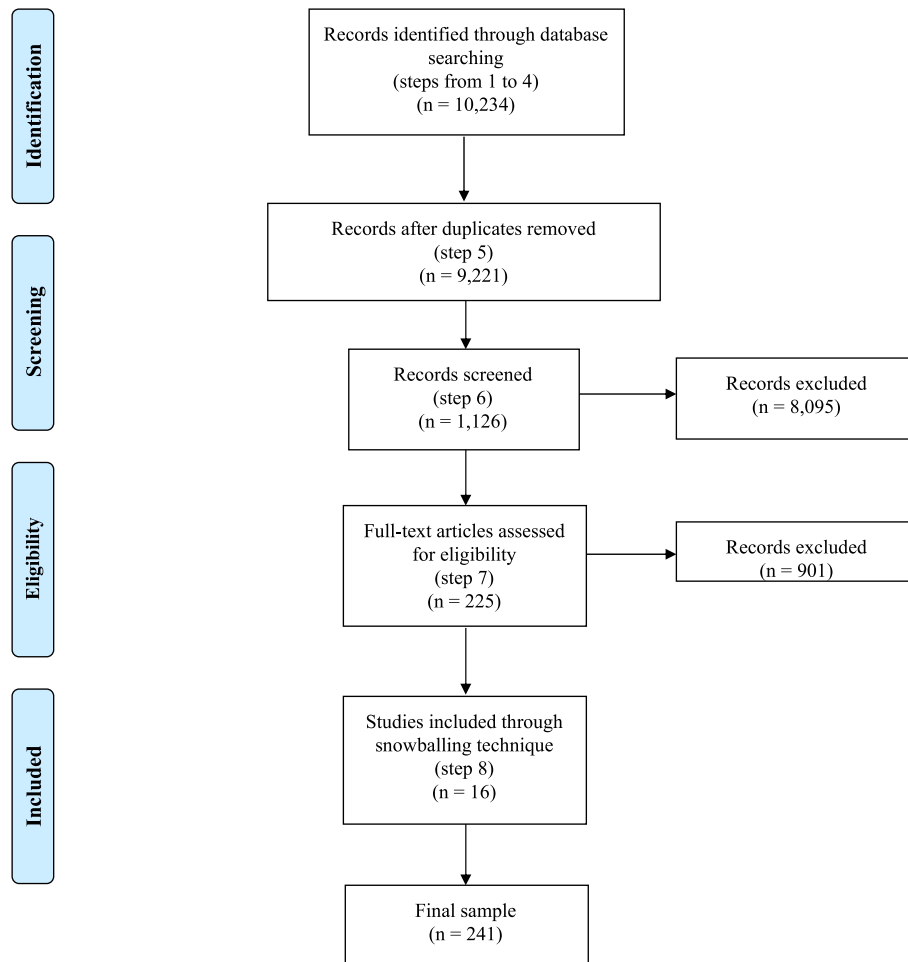 Identification
Records identified through database
searching
(steps from 1 to 4)
(n = 10,234)
Records after duplicates removed
(step 5)
(n = 9,221)
Screening
Records screened
(step 6)
(n = 1,126)
Records excluded
(n = 8,095)
Eligibility
Full-text articles assessed
for eligibility
(step 7)
(n = 225)
Records excluded
(n = 901)
Included
Studies included through
snowballing technique
(step 8)
(n = 16)
Final sample
(n = 241)